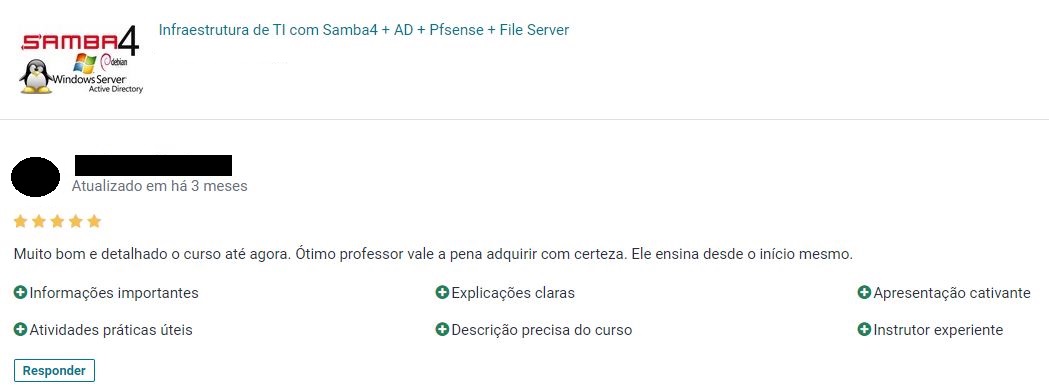 Infraestrutura de TI com Samba4 + AD + Pfsense + File Server
SAMBA4
debian
Windows Server
Active Directory
Atualizado em há 3 meses
Muito bom e detalhado o curso até agora. Ótimo professor vale a pena adquirir com certeza. Ele ensina desde o início mesmo.
Informações importantes
Explicações claras
Apresentação cativante
Atividades práticas úteis
Descrição precisa do curso
Instrutor experiente
Responder